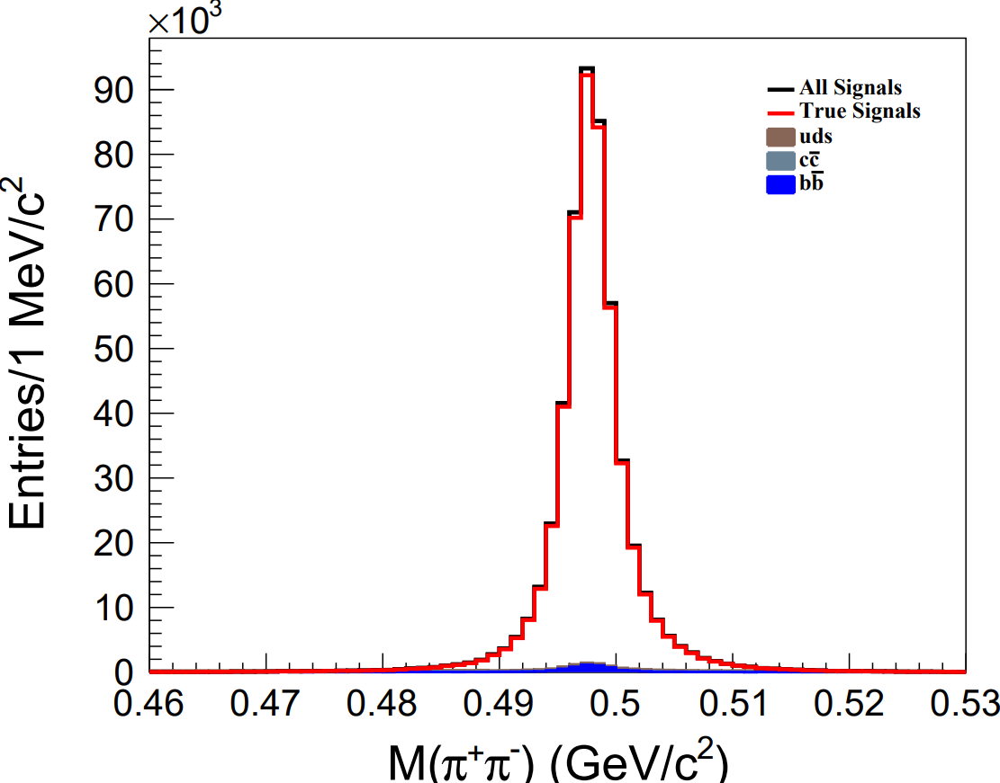 ×10³
90
80
70
60
50
40
30
20
10
0
Entries/1 MeV/c²
All Signals
True Signals
uds
cc̅
bb̅
0.46 0.47 0.48 0.49 0.5 0.51 0.52 0.53
M(π⁺π⁻) (GeV/c²)